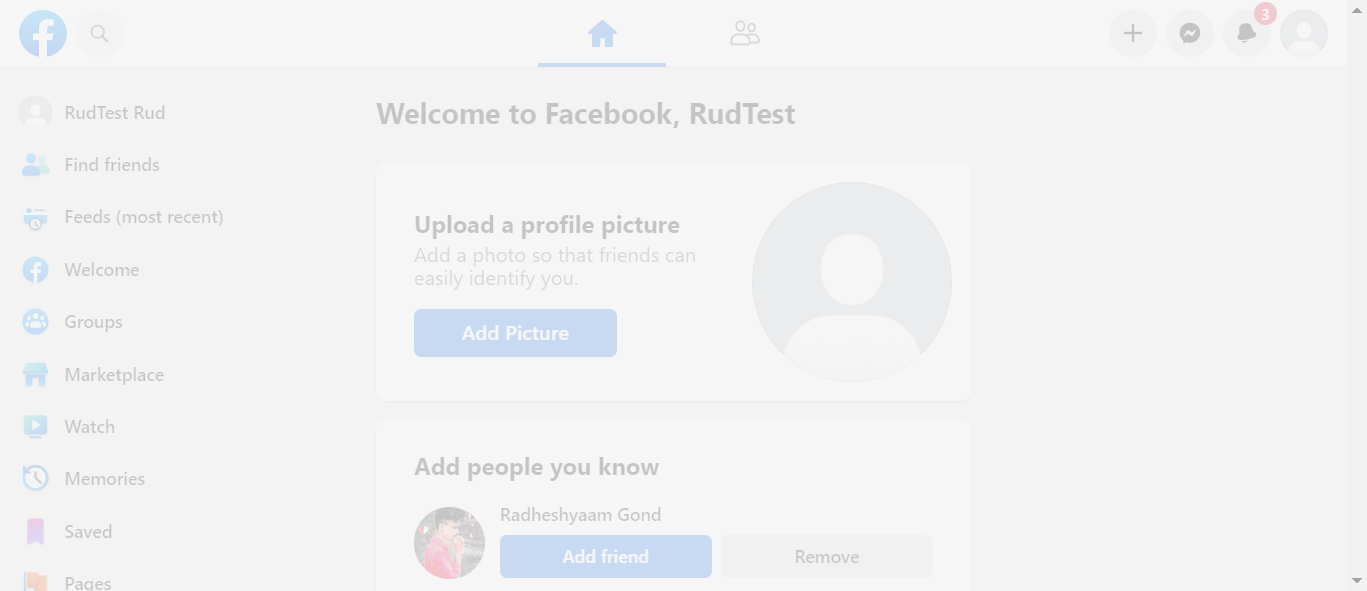 3
RudTest Rud
Find friends
Feeds (most recent)
Welcome
Groups
Marketplace
Watch
Memories
Saved
Pages
Welcome to Facebook, RudTest
Upload a profile picture
Add a photo so that friends can
easily identify you.
Add Picture
Add people you know
Radheshyaam Gond
Add friend
Remove